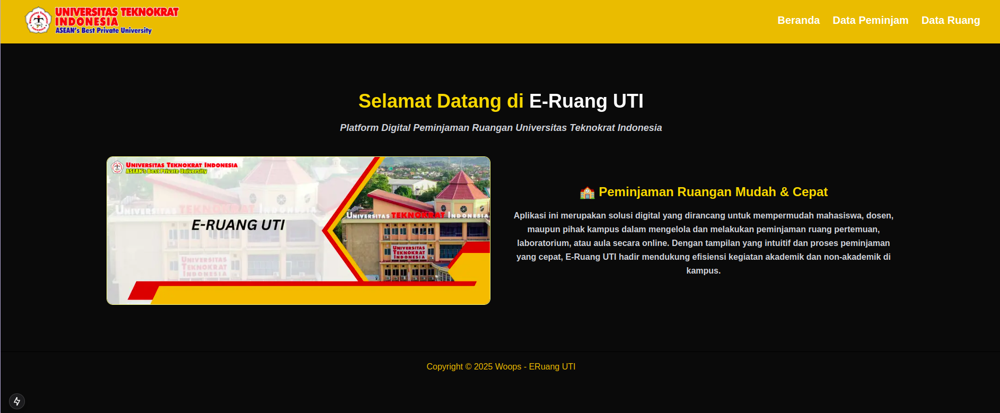 UNIVERSITAS TEKNOKRAT
INDONESIA
ASEAN's Best Private University
Beranda Data Peminjam Data Ruang
Selamat Datang di E-Ruang UTI
Platform Digital Peminjaman Ruangan Universitas Teknokrat Indonesia
UNIVERSITAS TEKNOKRAT INDONESIA
ASEAN's Best Private University
UNIVERSITAS TEKNOKRAT INDONESIA
E-RUANG UTI
UNIVERSITAS
TEKNOKRAT
INDONESIA
UNIVERSITAS TEKNOKRAT INDONESIA
UNIVERSITAS
TEKNOKRAT
INDONESIA
🏫 Peminjaman Ruangan Mudah & Cepat
Aplikasi ini merupakan solusi digital yang dirancang untuk mempermudah mahasiswa, dosen,
maupun pihak kampus dalam mengelola dan melakukan peminjaman ruang pertemuan,
laboratorium, atau aula secara online. Dengan tampilan yang intuitif dan proses peminjaman
yang cepat, E-Ruang UTI hadir mendukung efisiensi kegiatan akademik dan non-akademik di
kampus.
Copyright © 2025 Woops - ERuang UTI